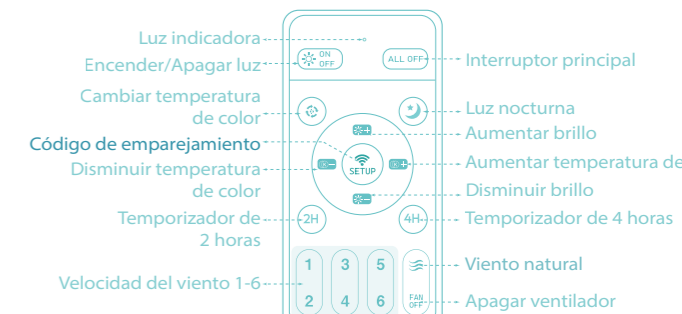 Luz indicadora
Encender/Apagar luz
Cambiar temperatura
de color
Código de emparejamiento
Disminuir temperatura
de color
Temporizador de
2 horas
Velocidad del viento 1-6
ON
OFF
ALL OFF
SETUP
2H
4H
1 3 5
2 4 6
FAN
OFF
Interruptor principal
Luz nocturna
Aumentar brillo
Aumentar temperatura de
Disminuir brillo
Temporizador de 4 horas
Viento natural
Apagar ventilador